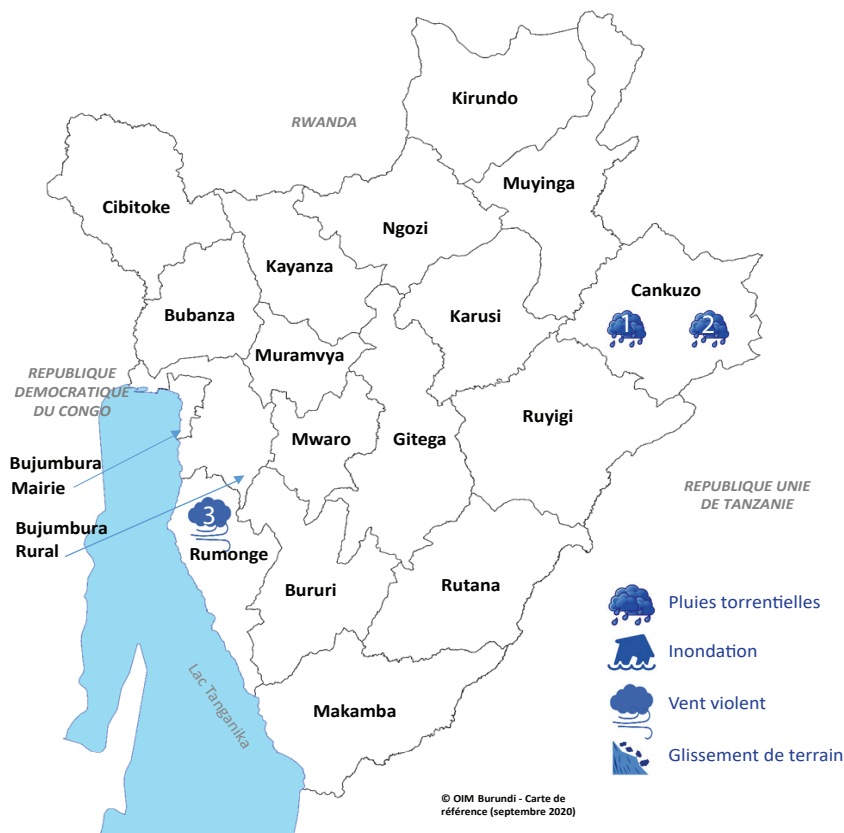 Kirundo
RWANDA
Muyinga
Cibitoke
Ngozi
Kayanza
Cankuzo
Bubanza
Karusi
1
2
Muramvya
REPUBLIQUE
DEMOCRATIQUE
DU CONGO
Ruyigi
Mwaro
Gitega
Bujumbura
Mairie
REPUBLIQUE UNIE
DE TANZANIE
3
Bujumbura
Rural
Rumonge
Bururi
Rutana
Lac Tanganika
Makamba
Pluies torrentielles
Inondation
Vent violent
Glissement de terrain
© OIM Burundi - Carte de
référence (septembre 2020)